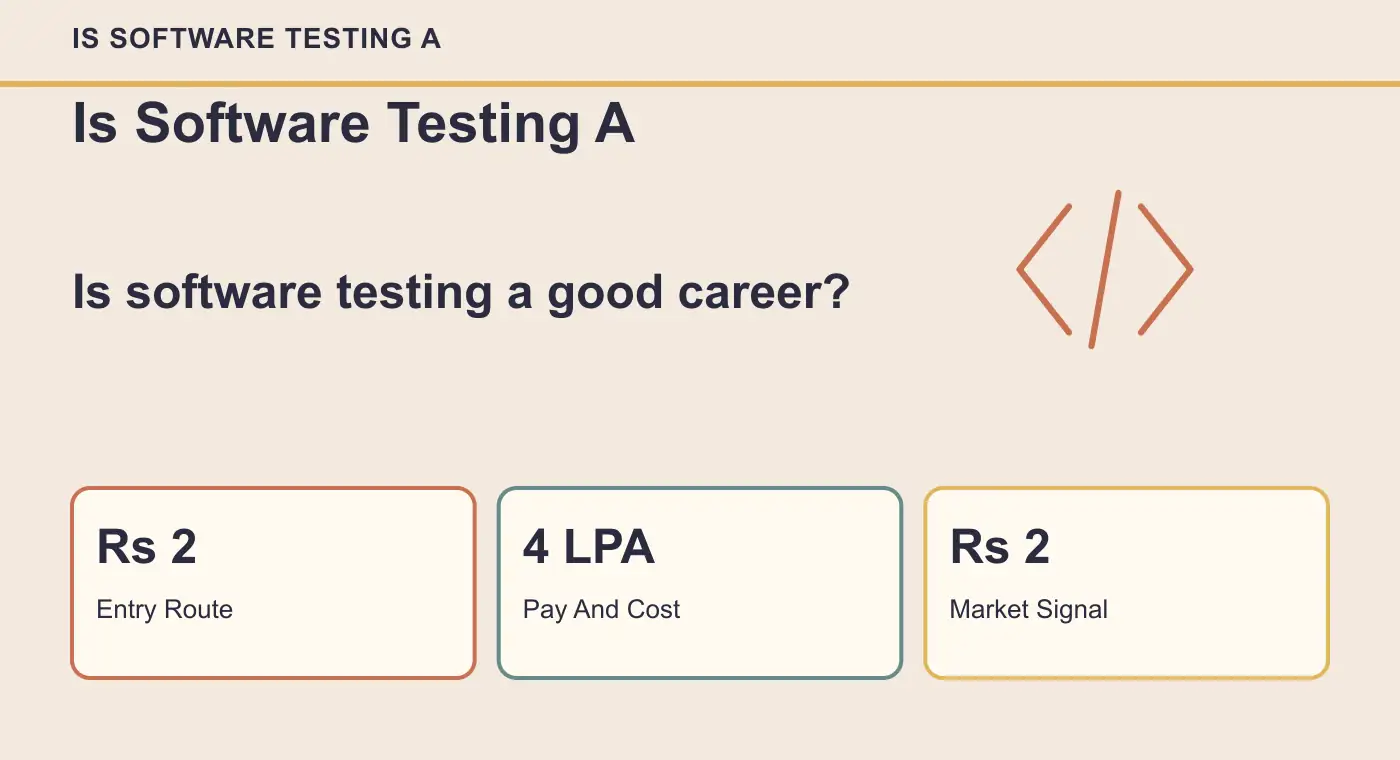 IS SOFTWARE TESTING A
Is Software Testing A
Is software testing a good career?
Rs 2
Entry Route
4 LPA
Pay And Cost
Rs 2
Market Signal